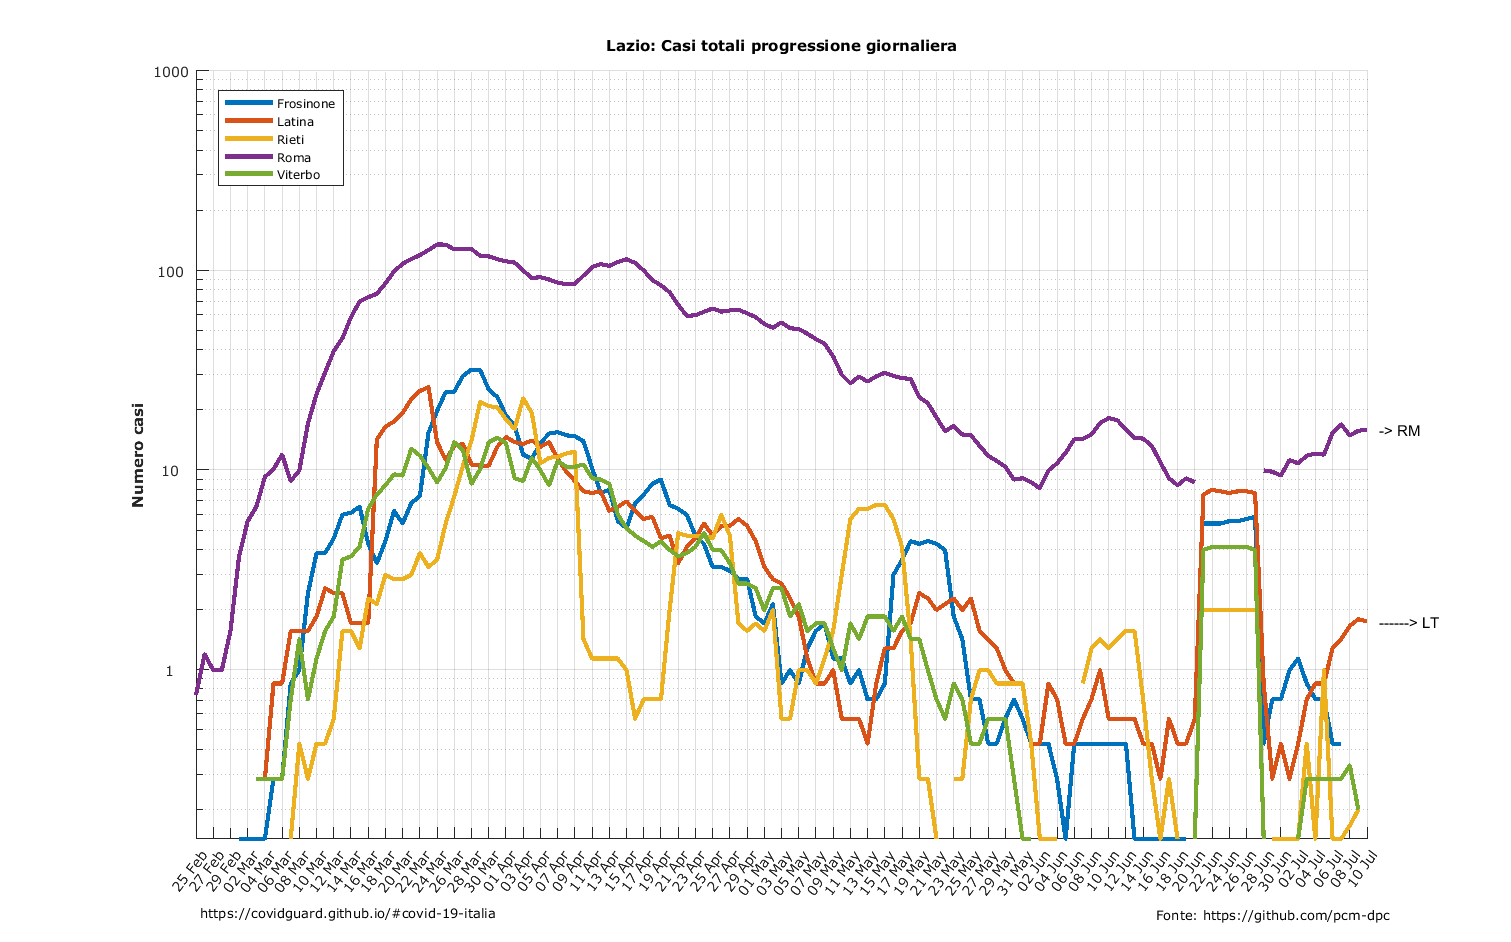 Lazio: Casi totali progressione giornaliera
1000
100
10
1
Numero casi
Frosinone
Latina
Rieti
Roma
Viterbo
-> RM
------> LT
25 Feb
27 Feb
29 Feb
02 Mar
04 Mar
06 Mar
08 Mar
10 Mar
12 Mar
14 Mar
16 Mar
18 Mar
20 Mar
22 Mar
24 Mar
26 Mar
28 Mar
30 Mar
01 Apr
03 Apr
05 Apr
07 Apr
09 Apr
11 Apr
13 Apr
15 Apr
17 Apr
19 Apr
21 Apr
23 Apr
25 Apr
27 Apr
29 Apr
01 May
03 May
05 May
07 May
09 May
11 May
13 May
15 May
17 May
19 May
21 May
23 May
25 May
27 May
29 May
31 May
02 Jun
04 Jun
06 Jun
08 Jun
10 Jun
12 Jun
14 Jun
16 Jun
18 Jun
20 Jun
22 Jun
24 Jun
26 Jun
28 Jun
30 Jun
02 Jul
04 Jul
06 Jul
08 Jul
10 Jul
https://covidguard.github.io/#covid-19-italia
Fonte: https://github.com/pcm-dpc